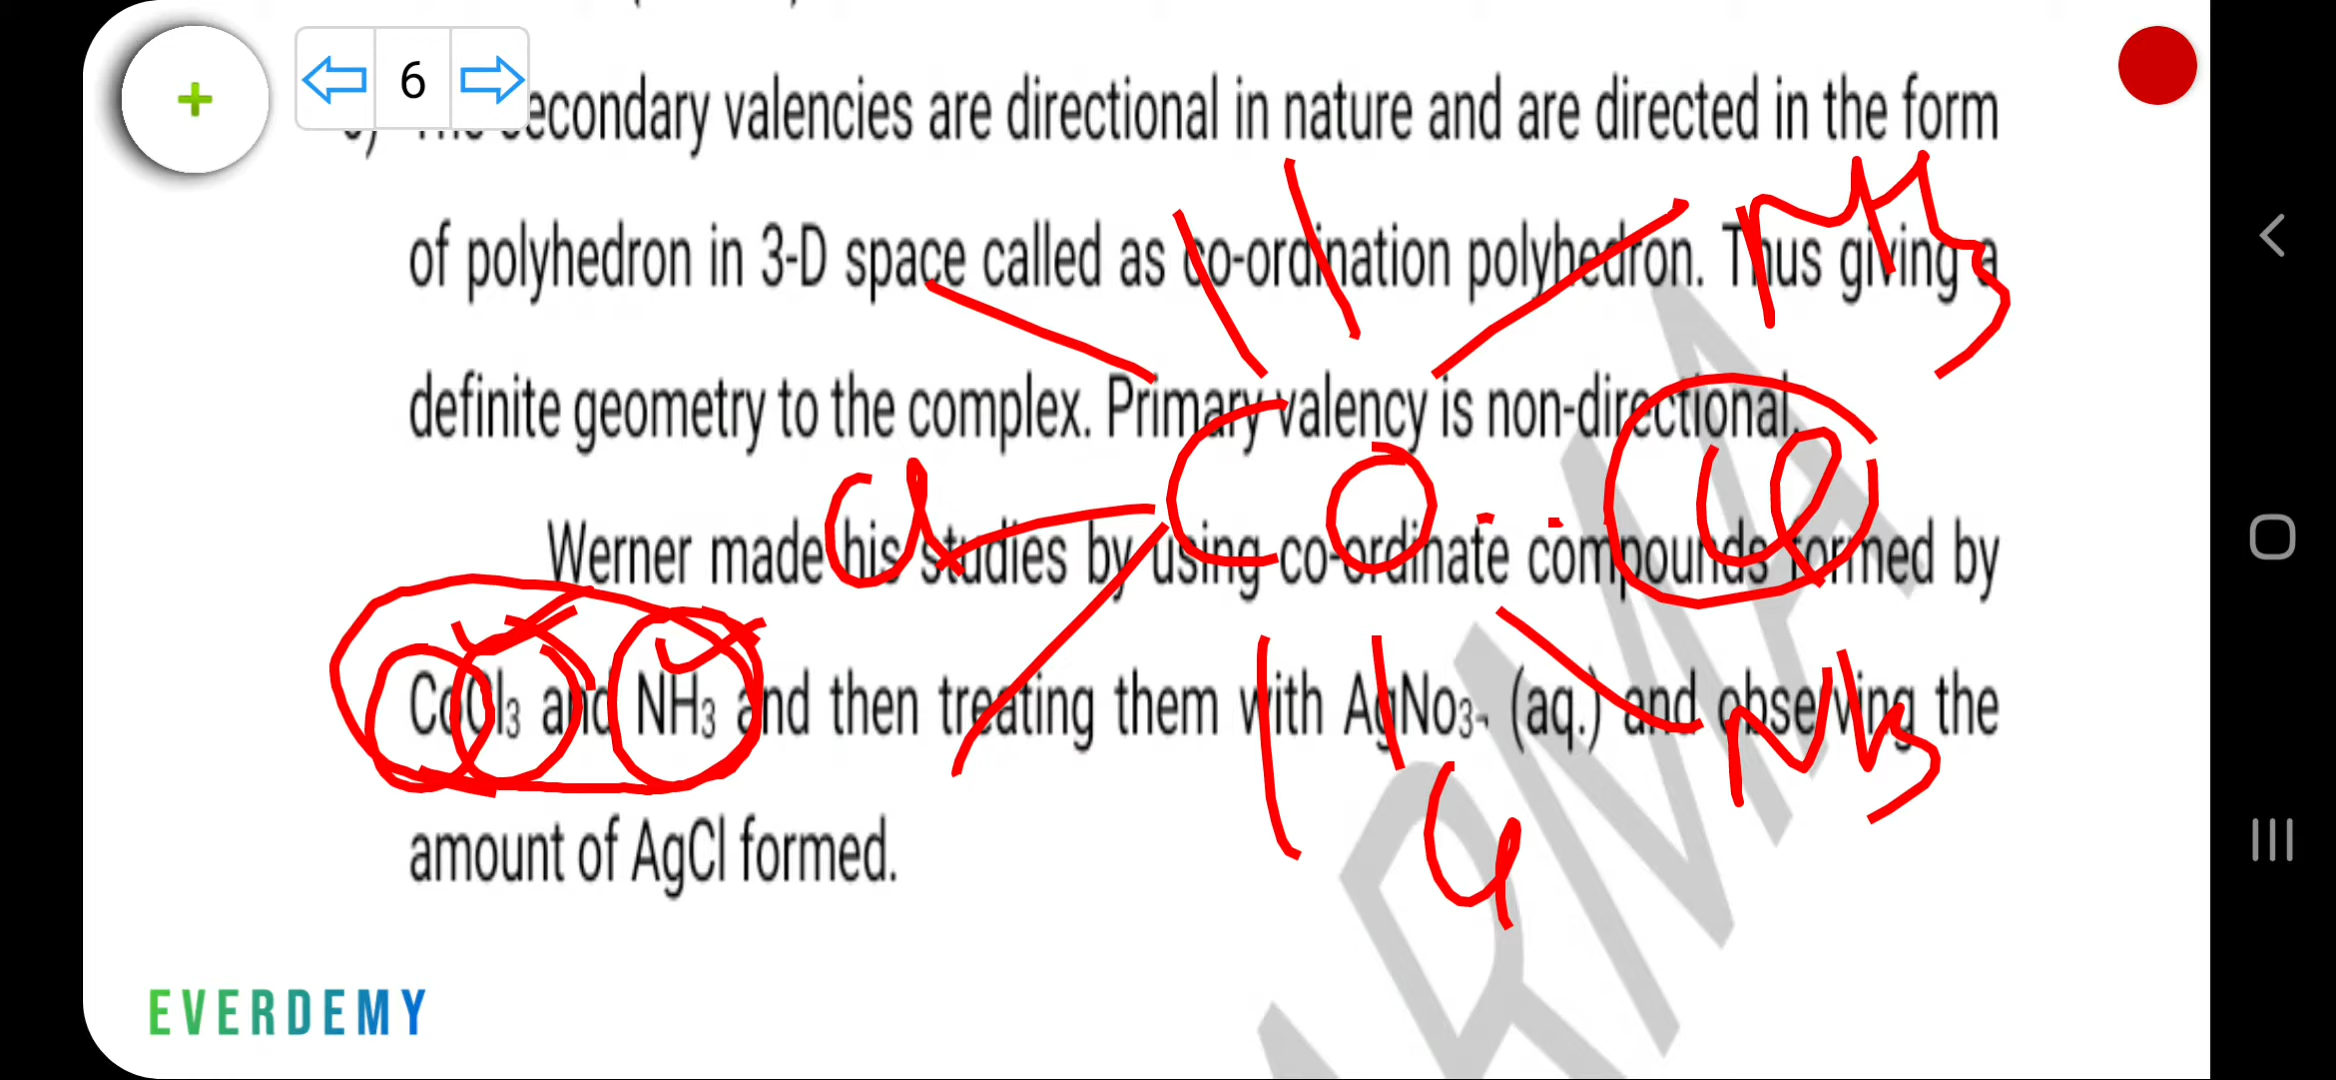 6
secondary valencies are directional in nature and are directed in the form
of polyhedron in 3-D space called as co-ordination polyhedron. Thus giving a
definite geometry to the complex. Primary valency is non-directional.
NH3
Cl Co Cl
Werner made his studies by using co-ordinate compounds formed by
CoCl3 and NH3 and then treating them with AgNo3- (aq.) and observing the
NH3
Cl
amount of AgCl formed.
EVERDEMY